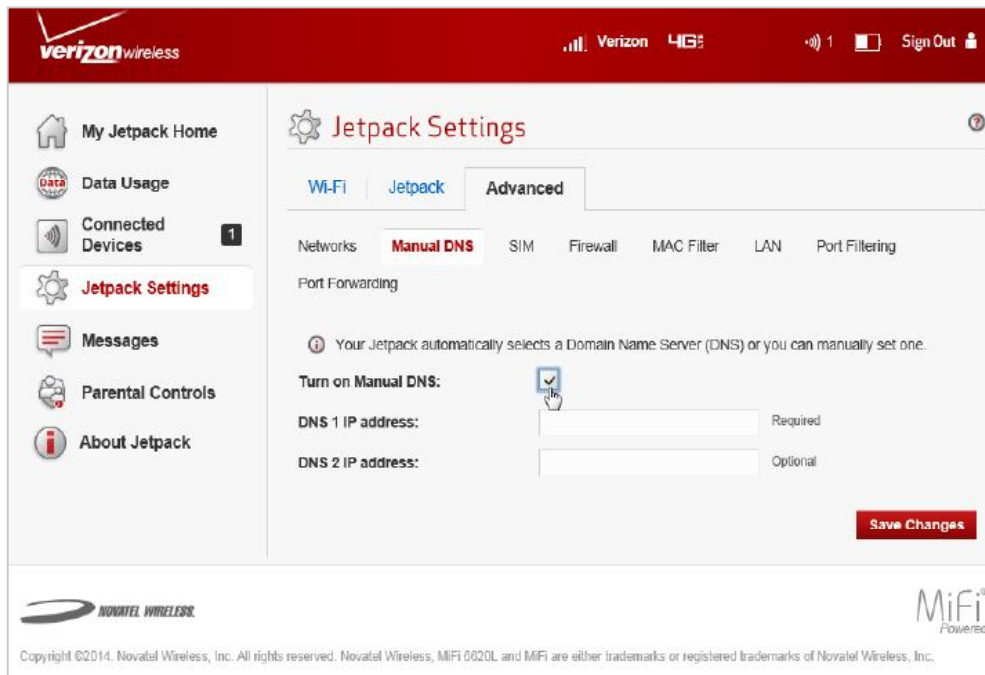 verizonwireless
Verizon 4GLTE 1 Sign Out
My Jetpack Home
Data
Data Usage
Connected
Devices
1
Jetpack Settings
Messages
Parental Controls
About Jetpack
Jetpack Settings
?
Wi-Fi Jetpack Advanced
Networks Manual DNS SIM Firewall MAC Filter LAN Port Filtering
Port Forwarding
Your Jetpack automatically selects a Domain Name Server (DNS) or you can manually set one.
Turn on Manual DNS:
DNS 1 IP address: Required
DNS 2 IP address: Optional
Save Changes
NOVATEL WIRELESS.
MiFi®
Powered
Copyright ©2014. Novatel Wireless, Inc. All rights reserved. Novatel Wireless, MiFi 6620L and MiFi are either trademarks or registered trademarks of Novatel Wireless, Inc.